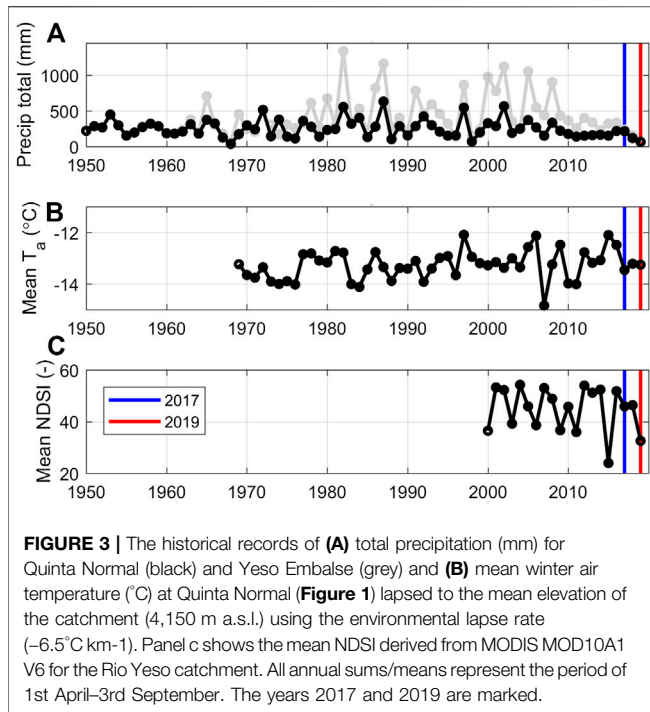 A
Precip total (mm)
1000
500
0
1950 1960 1970 1980 1990 2000 2010
B
Mean Ta (°C)
-12
-14
1950 1960 1970 1980 1990 2000 2010
C
Mean NDSI (-)
60
40
20
2017
2019
1950 1960 1970 1980 1990 2000 2010
FIGURE 3 | The historical records of (A) total precipitation (mm) for
Quinta Normal (black) and Yeso Embalse (grey) and (B) mean winter air
temperature (°C) at Quinta Normal (Figure 1) lapsed to the mean elevation of
the catchment (4,150 m a.s.l.) using the environmental lapse rate
(−6.5°C km-1). Panel c shows the mean NDSI derived from MODIS MOD10A1
V6 for the Rio Yeso catchment. All annual sums/means represent the period of
1st April–3rd September. The years 2017 and 2019 are marked.